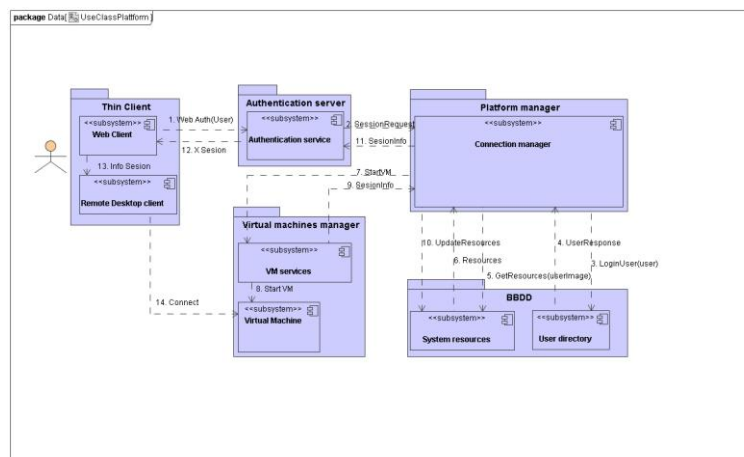 package Data[ UseClassPlattform ]
Thin Client
<<subsystem>>
Web Client
13. Info Sesion
<<subsystem>>
Remote Desktop client
1. Web Auth(User)
12. X Sesion
Authentication server
<<subsystem>>
Authentication service
2. SessionRequest
11. SesionInfo
Platform manager
<<subsystem>>
Connection manager
7. StartVM
9. SesionInfo
Virtual machines manager
<<subsystem>>
VM services
8. Start VM
<<subsystem>>
Virtual Machine
14. Connect
10. UpdateResources
6. Resources
5. GetResources(userImage)
4. UserResponse
3. LoginUser(user)
BBDD
<<subsystem>>
System resources
<<subsystem>>
User directory